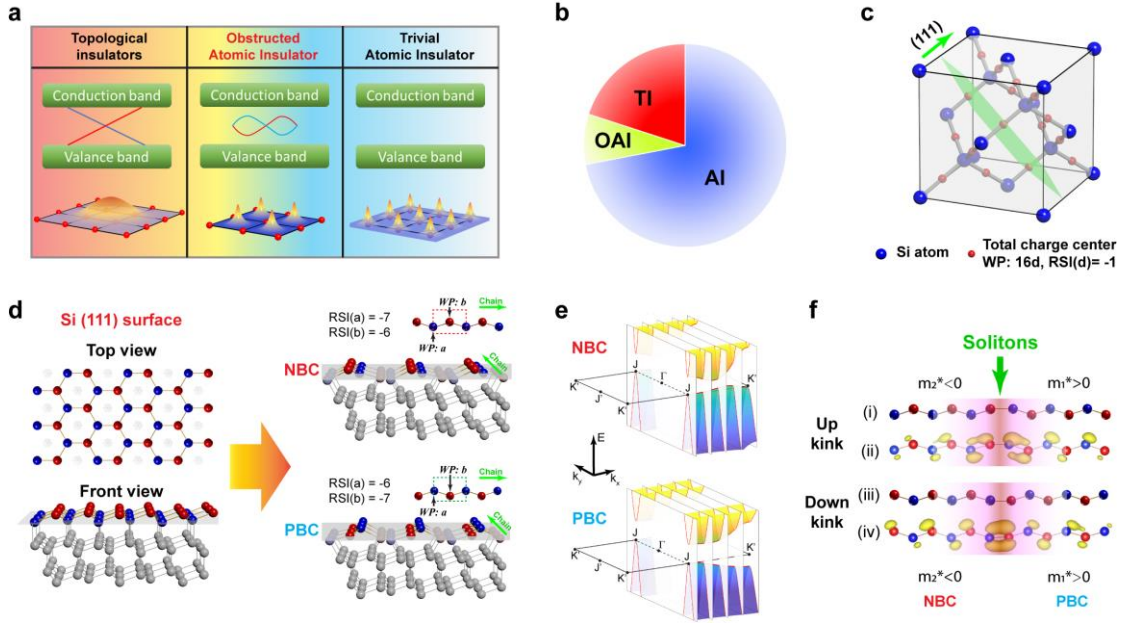 a
Topological
insulators
Obstructed
Atomic Insulator
Trivial
Atomic Insulator
Conduction band
Conduction band
Conduction band
Valance band
Valance band
Valance band
b
TI
OAI
AI
c
(111)
Si atom
Total charge center
WP: 16d, RSI(d)= -1
d
Si (111) surface
Top view
Front view
RSI(a) = -7
RSI(b) = -6
WP: b
WP: a
Chain
NBC
Chain
RSI(a) = -6
RSI(b) = -7
WP: b
WP: a
Chain
PBC
Chain
e
NBC
K
J'
K'
J
Γ
J
K'
E
ky
kx
PBC
K
J'
K'
J
Γ
J
K'
f
Solitons
m₂*<0
m₁*>0
Up
kink
(i)
(ii)
Down
kink
(iii)
(iv)
m₂*<0
m₁*>0
NBC
PBC